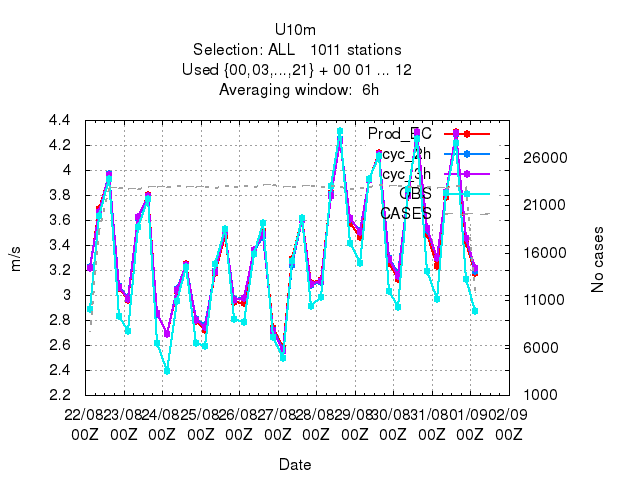 U10m
Selection: ALL   1011 stations
Used {00,03,...,21} + 00 01 ... 12
Averaging window:  6h
4.4
4.2
4
3.8
3.6
3.4
3.2
3
2.8
2.6
2.4
2.2
m/s
Prod_EC
cyc_2h
cyc_3h
OBS
CASES
26000
21000
16000
11000
6000
1000
No cases
22/08 23/08 24/08 25/08 26/08 27/08 28/08 29/08 30/08 31/08 01/09 02/09
00Z 00Z 00Z 00Z 00Z 00Z 00Z 00Z 00Z 00Z 00Z 00Z
Date